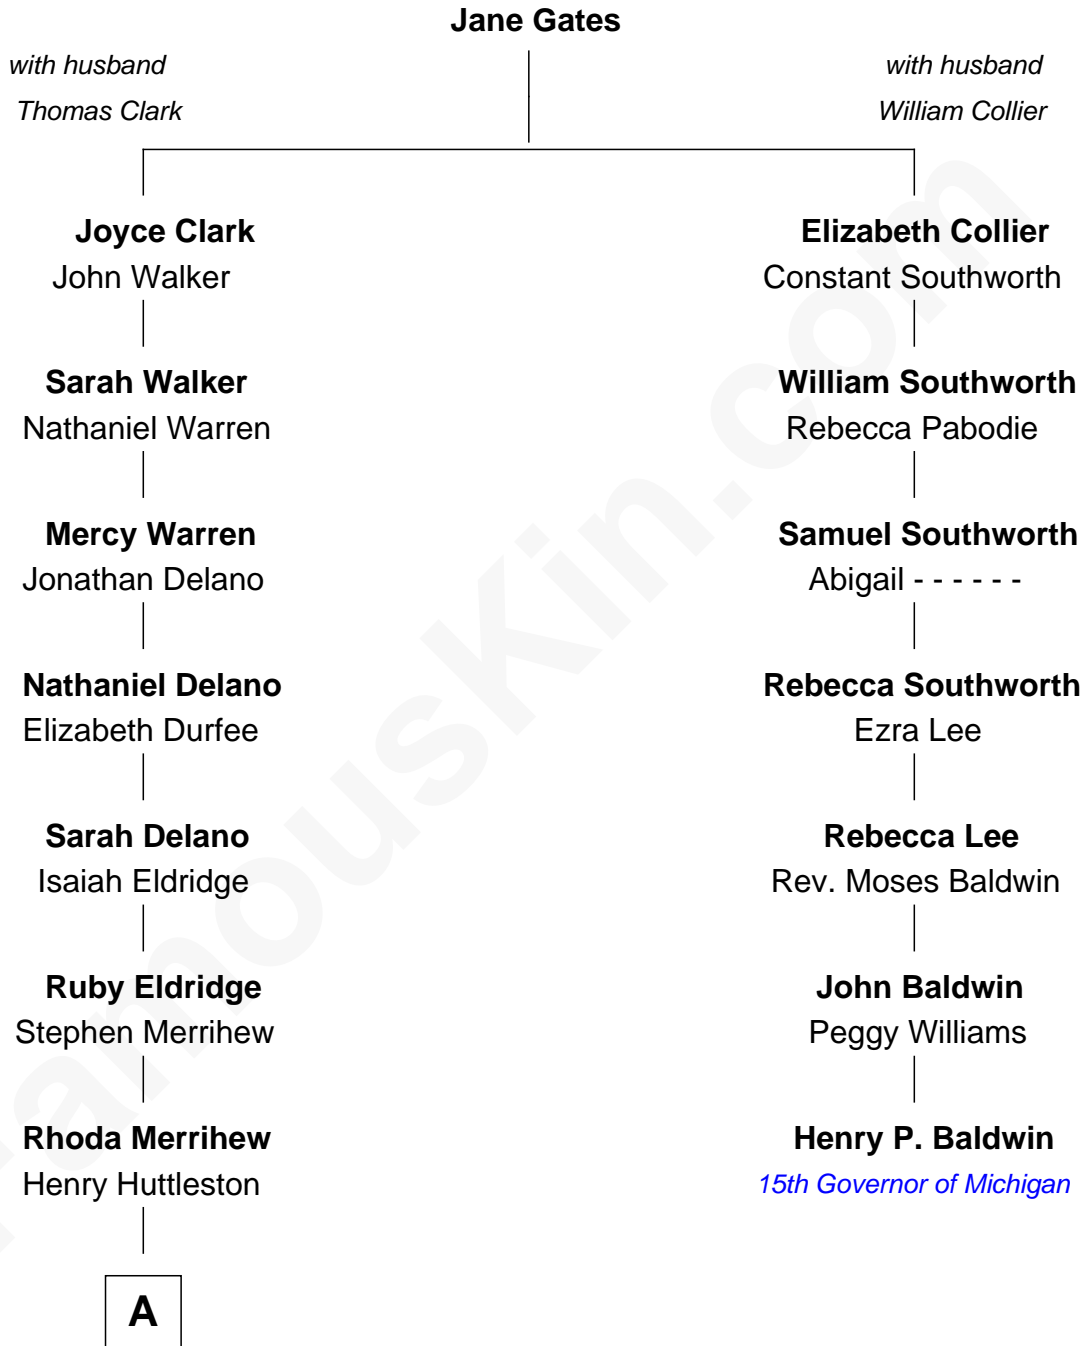 Jane Gates
with husband
Thomas Clark
with husband
William Collier
Joyce Clark
John Walker
Sarah Walker
Nathaniel Warren
Mercy Warren
Jonathan Delano
Nathaniel Delano
Elizabeth Durfee
Sarah Delano
Isaiah Eldridge
Ruby Eldridge
Stephen Merrihew
Rhoda Merrihew
Henry Huttleston
A
Elizabeth Collier
Constant Southworth
William Southworth
Rebecca Pabodie
Samuel Southworth
Abigail - - - - - -
Rebecca Southworth
Ezra Lee
Rebecca Lee
Rev. Moses Baldwin
John Baldwin
Peggy Williams
Henry P. Baldwin
15th Governor of Michigan
FamousKin.com